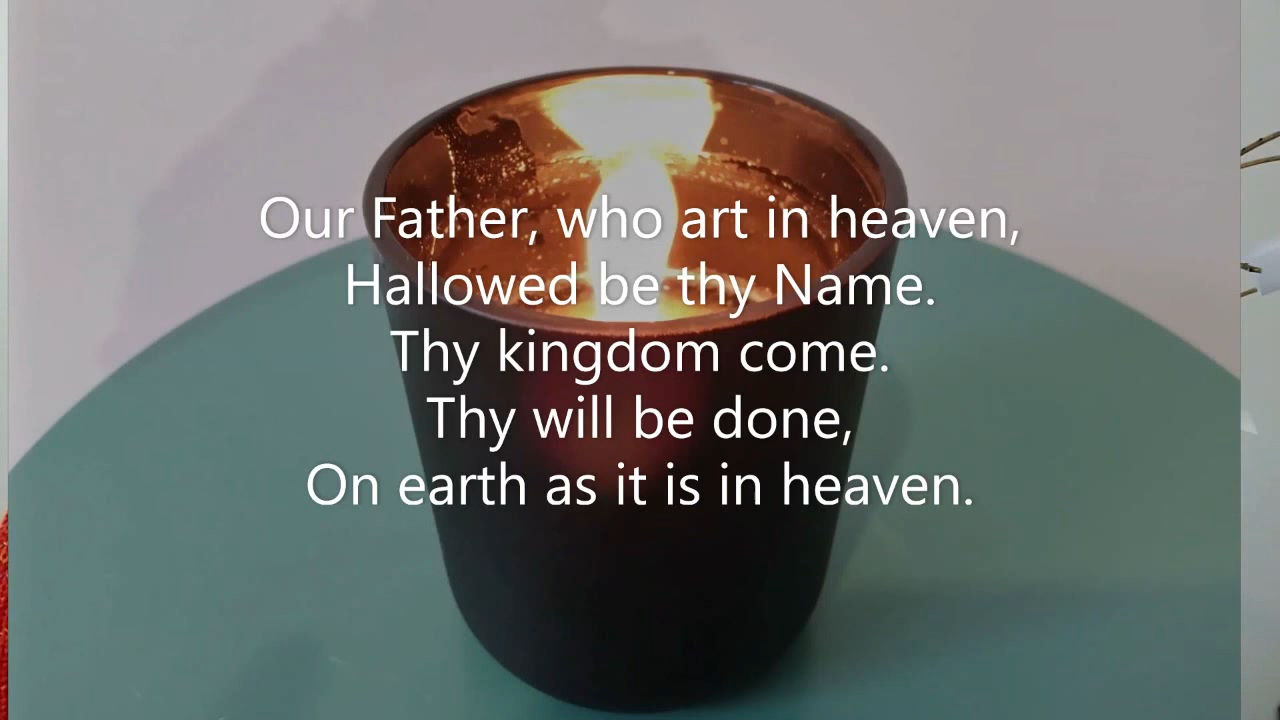 Our Father, who art in heaven,
Hallowed be thy Name.
Thy kingdom come.
Thy will be done,
On earth as it is in heaven.